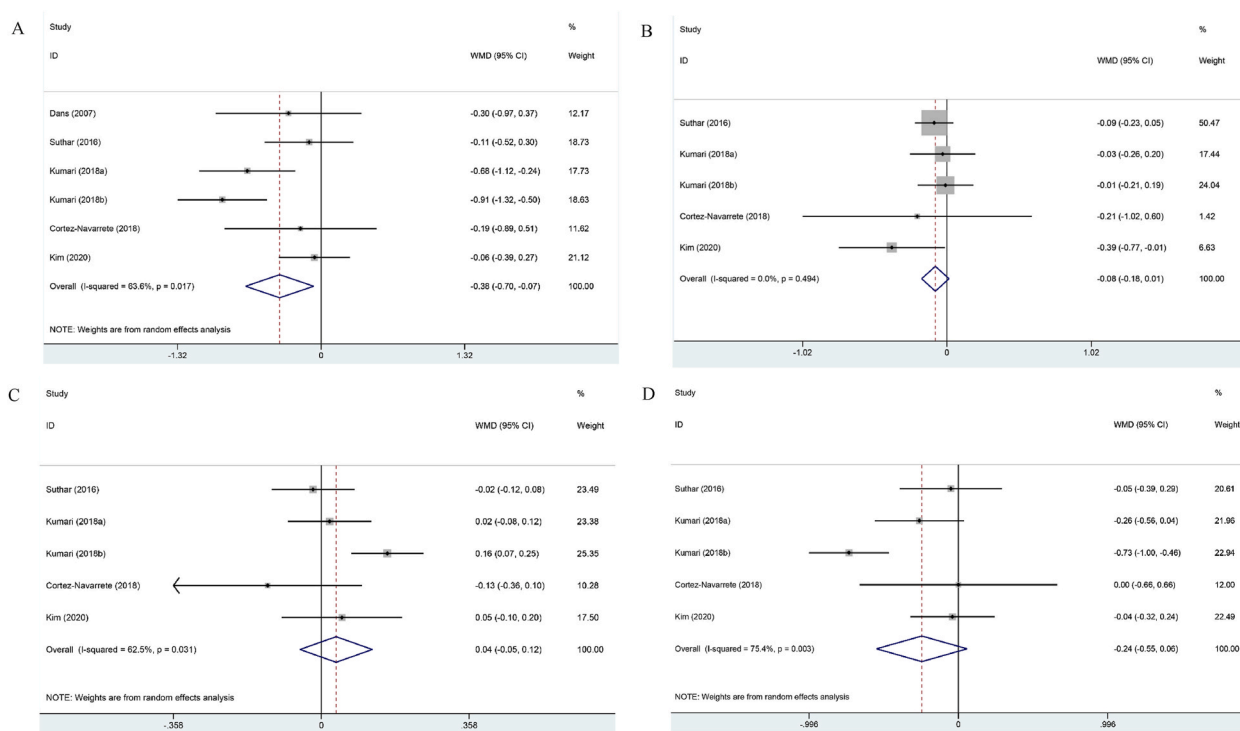 A
Study %
ID WMD (95% CI) Weight
Dans (2007) -0.30 (-0.97, 0.37) 12.17
Suthar (2016) -0.11 (-0.52, 0.30) 18.73
Kumari (2018a) -0.68 (-1.12, -0.24) 17.73
Kumari (2018b) -0.91 (-1.32, -0.50) 18.63
Cortez-Navarrete (2018) -0.19 (-0.89, 0.51) 11.62
Kim (2020) -0.06 (-0.39, 0.27) 21.12
Overall (I-squared = 63.6%, p = 0.017) -0.38 (-0.70, -0.07) 100.00
NOTE: Weights are from random effects analysis
-1.32 0 1.32
B
Study %
ID WMD (95% CI) Weight
Suthar (2016) -0.09 (-0.23, 0.05) 50.47
Kumari (2018a) -0.03 (-0.26, 0.20) 17.44
Kumari (2018b) -0.01 (-0.21, 0.19) 24.04
Cortez-Navarrete (2018) -0.21 (-1.02, 0.60) 1.42
Kim (2020) -0.39 (-0.77, -0.01) 6.63
Overall (I-squared = 0.0%, p = 0.494) -0.08 (-0.18, 0.01) 100.00
-1.02 0 1.02
C
Study %
ID WMD (95% CI) Weight
Suthar (2016) -0.02 (-0.12, 0.08) 23.49
Kumari (2018a) 0.02 (-0.08, 0.12) 23.38
Kumari (2018b) 0.16 (0.07, 0.25) 25.35
Cortez-Navarrete (2018) -0.13 (-0.36, 0.10) 10.28
Kim (2020) 0.05 (-0.10, 0.20) 17.50
Overall (I-squared = 62.5%, p = 0.031) 0.04 (-0.05, 0.12) 100.00
NOTE: Weights are from random effects analysis
-.358 0 .358
D
Study %
ID WMD (95% CI) Weight
Suthar (2016) -0.05 (-0.39, 0.29) 20.61
Kumari (2018a) -0.26 (-0.56, 0.04) 21.96
Kumari (2018b) -0.73 (-1.00, -0.46) 22.94
Cortez-Navarrete (2018) 0.00 (-0.66, 0.66) 12.00
Kim (2020) -0.04 (-0.32, 0.24) 22.49
Overall (I-squared = 75.4%, p = 0.003) -0.24 (-0.55, 0.06) 100.00
NOTE: Weights are from random effects analysis
-.996 0 .996